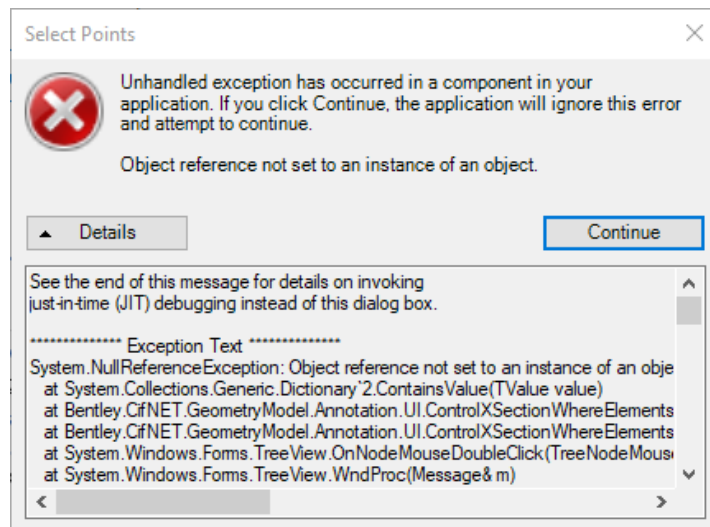 Select Points
Unhandled exception has occurred in a component in your
application. If you click Continue, the application will ignore this error
and attempt to continue.
Object reference not set to an instance of an object.
Details
Continue
See the end of this message for details on invoking
just-in-time (JIT) debugging instead of this dialog box.
************** Exception Text **************
System.NullReferenceException: Object reference not set to an instance of an obje
at System.Collections.Generic.Dictionary`2.ContainsValue(TValue value)
at Bentley.CifNET.GeometryModel.Annotation.UI.ControlXSectionWhereElements
at Bentley.CifNET.GeometryModel.Annotation.UI.ControlXSectionWhereElements
at System.Windows.Forms.TreeView.OnNodeMouseDoubleClick(TreeNodeMouse
at System.Windows.Forms.TreeView.WndProc(Message& m)